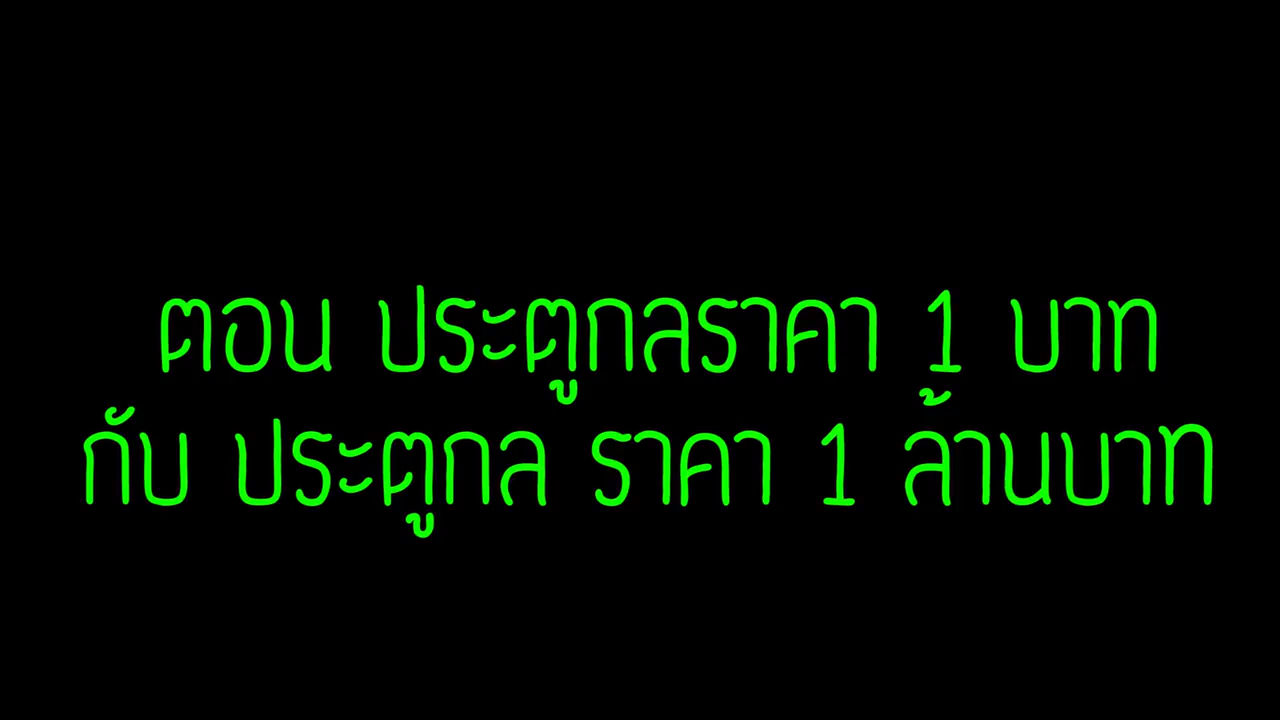 ตอน ประตูกลราคา 1 บาท
กับ ประตูกล ราคา 1 ล้านบาท